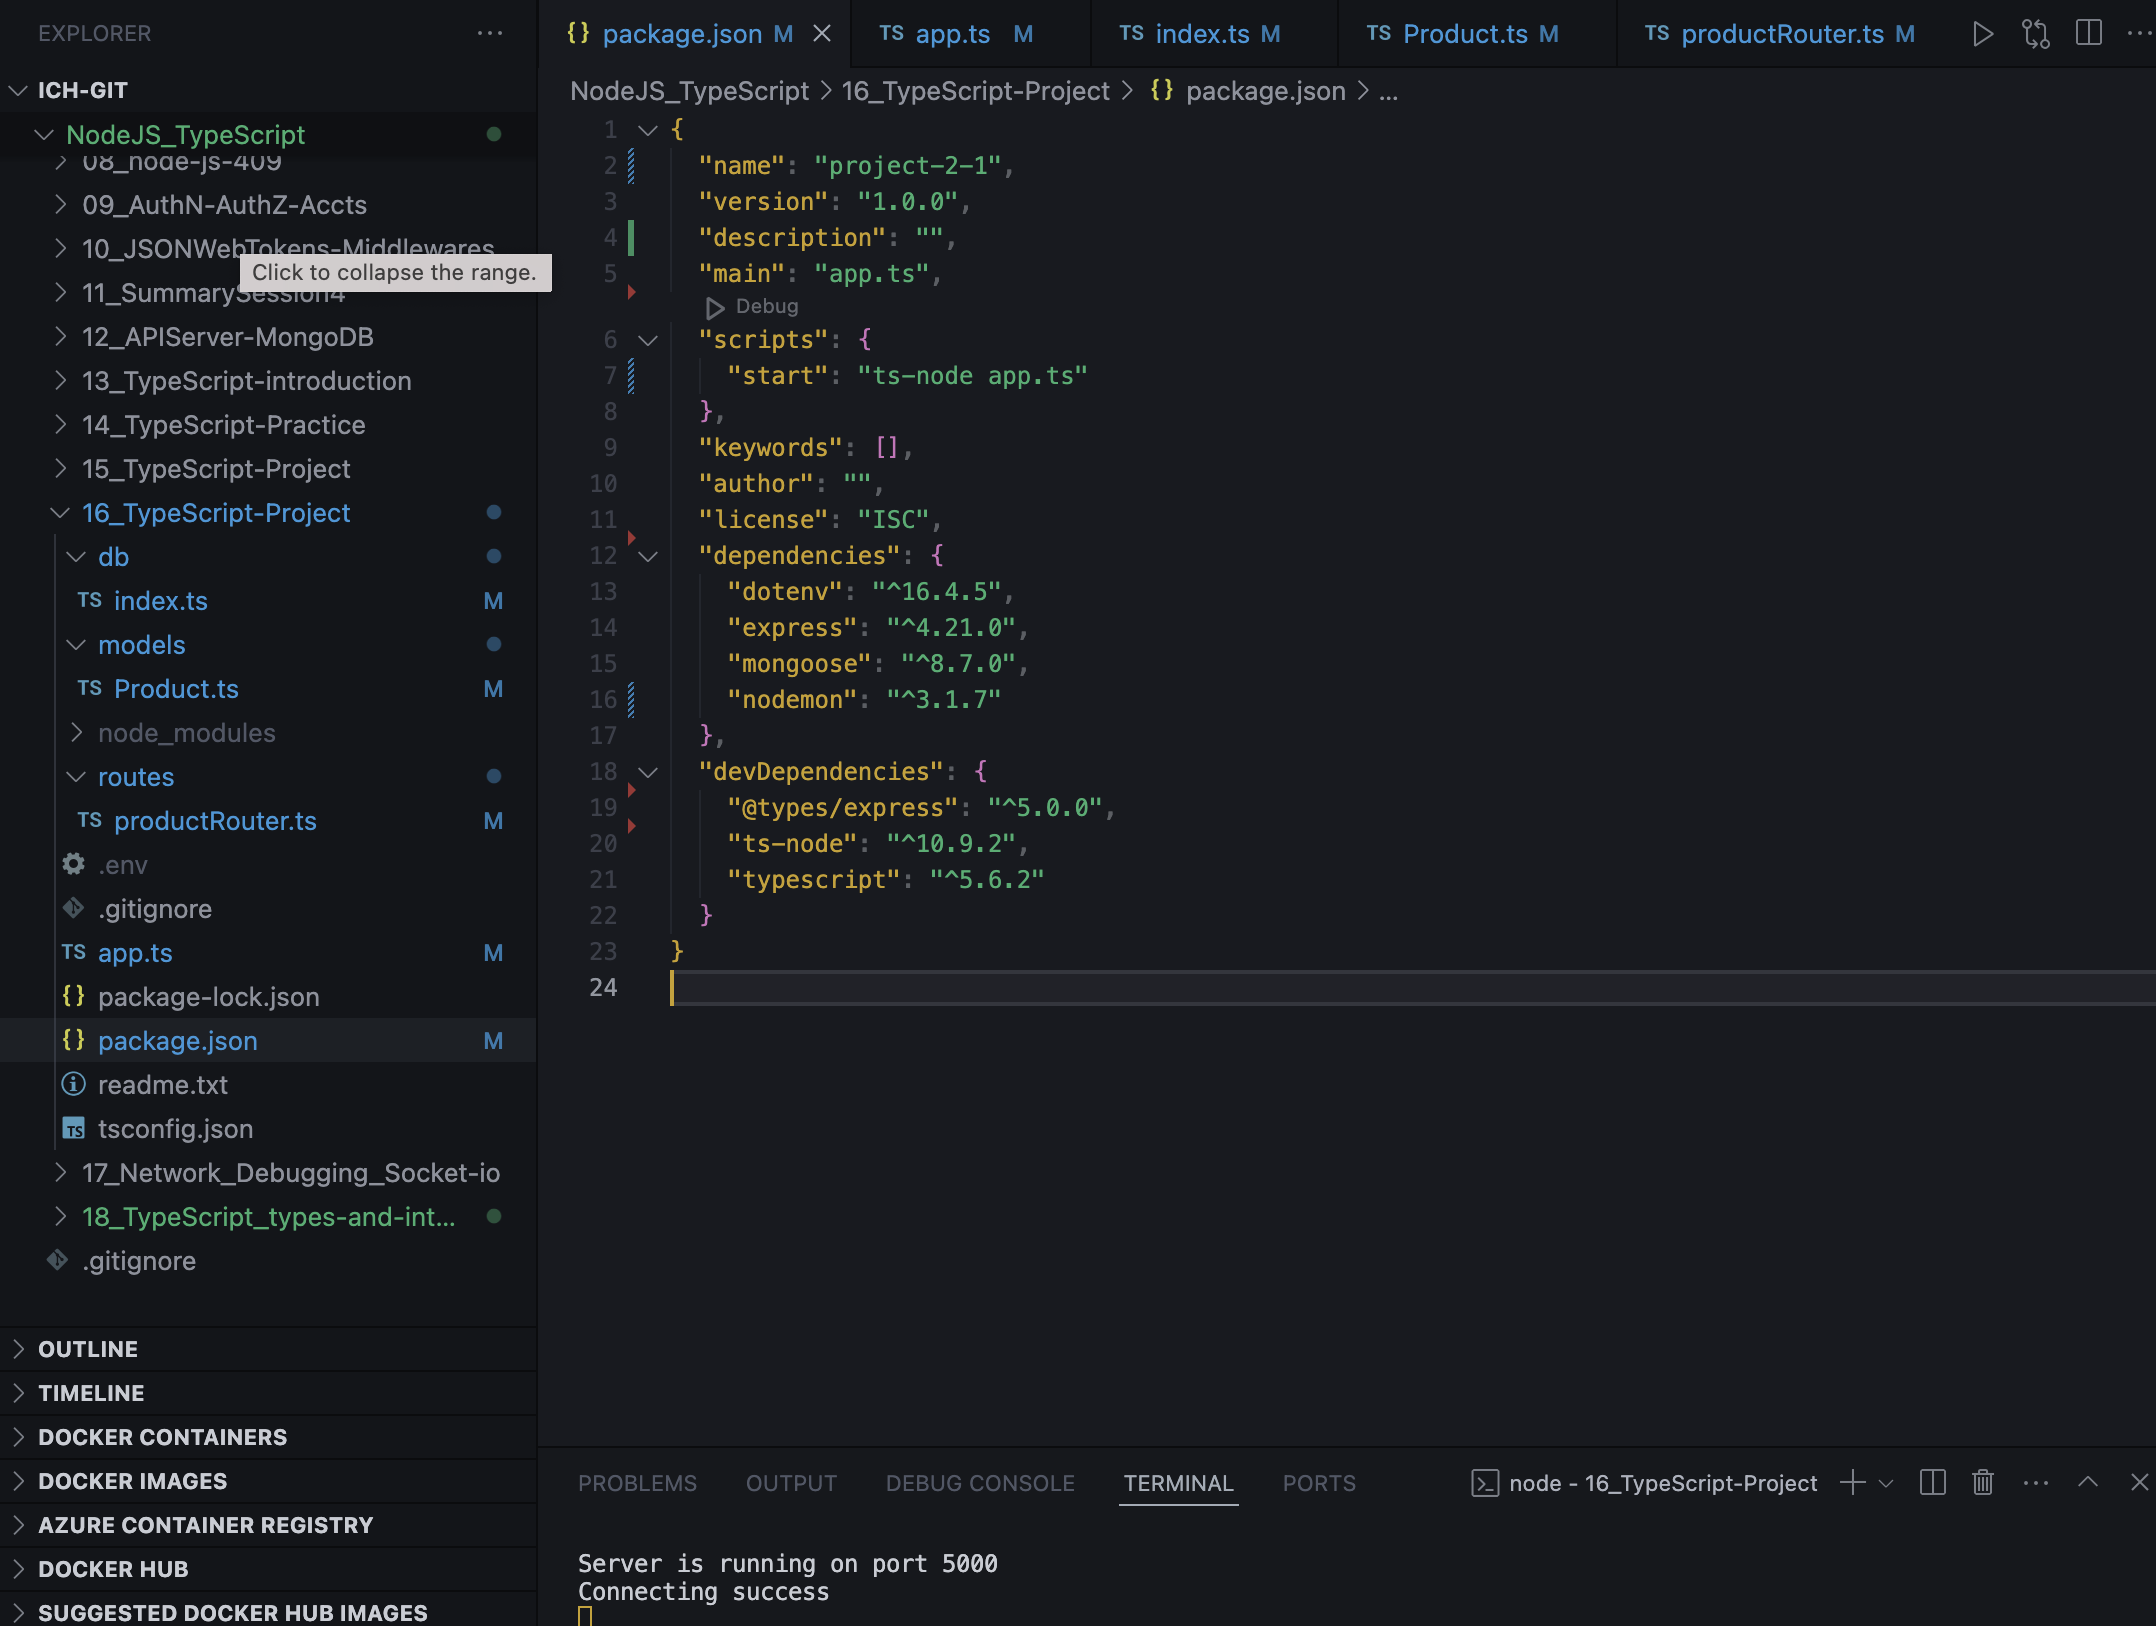 EXPLORER
ICH-GIT
NodeJS_TypeScript
08_node-js-409
09_AuthN-AuthZ-Accts
10_JSONWebTokens-Middlewares
Click to collapse the range.
11_SummarySession4
12_APIServer-MongoDB
13_TypeScript-introduction
14_TypeScript-Practice
15_TypeScript-Project
16_TypeScript-Project
db
TS index.ts M
models
TS Product.ts M
node_modules
routes
TS productRouter.ts M
.env
.gitignore
TS app.ts M
{} package-lock.json
{} package.json M
readme.txt
TS tsconfig.json
17_Network_Debugging_Socket-io
18_TypeScript_types-and-int...
.gitignore
OUTLINE
TIMELINE
DOCKER CONTAINERS
DOCKER IMAGES
AZURE CONTAINER REGISTRY
DOCKER HUB
SUGGESTED DOCKER HUB IMAGES
{} package.json M TS app.ts M TS index.ts M TS Product.ts M TS productRouter.ts M
NodeJS_TypeScript > 16_TypeScript-Project > {} package.json > ...
1 {
2 "name": "project-2-1",
3 "version": "1.0.0",
4 "description": "",
5 "main": "app.ts",
Debug
6 "scripts": {
7 "start": "ts-node app.ts"
8 },
9 "keywords": [],
10 "author": "",
11 "license": "ISC",
12 "dependencies": {
13 "dotenv": "^16.4.5",
14 "express": "^4.21.0",
15 "mongoose": "^8.7.0",
16 "nodemon": "^3.1.7"
17 },
18 "devDependencies": {
19 "@types/express": "^5.0.0",
20 "ts-node": "^10.9.2",
21 "typescript": "^5.6.2"
22 }
23 }
24
PROBLEMS OUTPUT DEBUG CONSOLE TERMINAL PORTS node - 16_TypeScript-Project
Server is running on port 5000
Connecting success